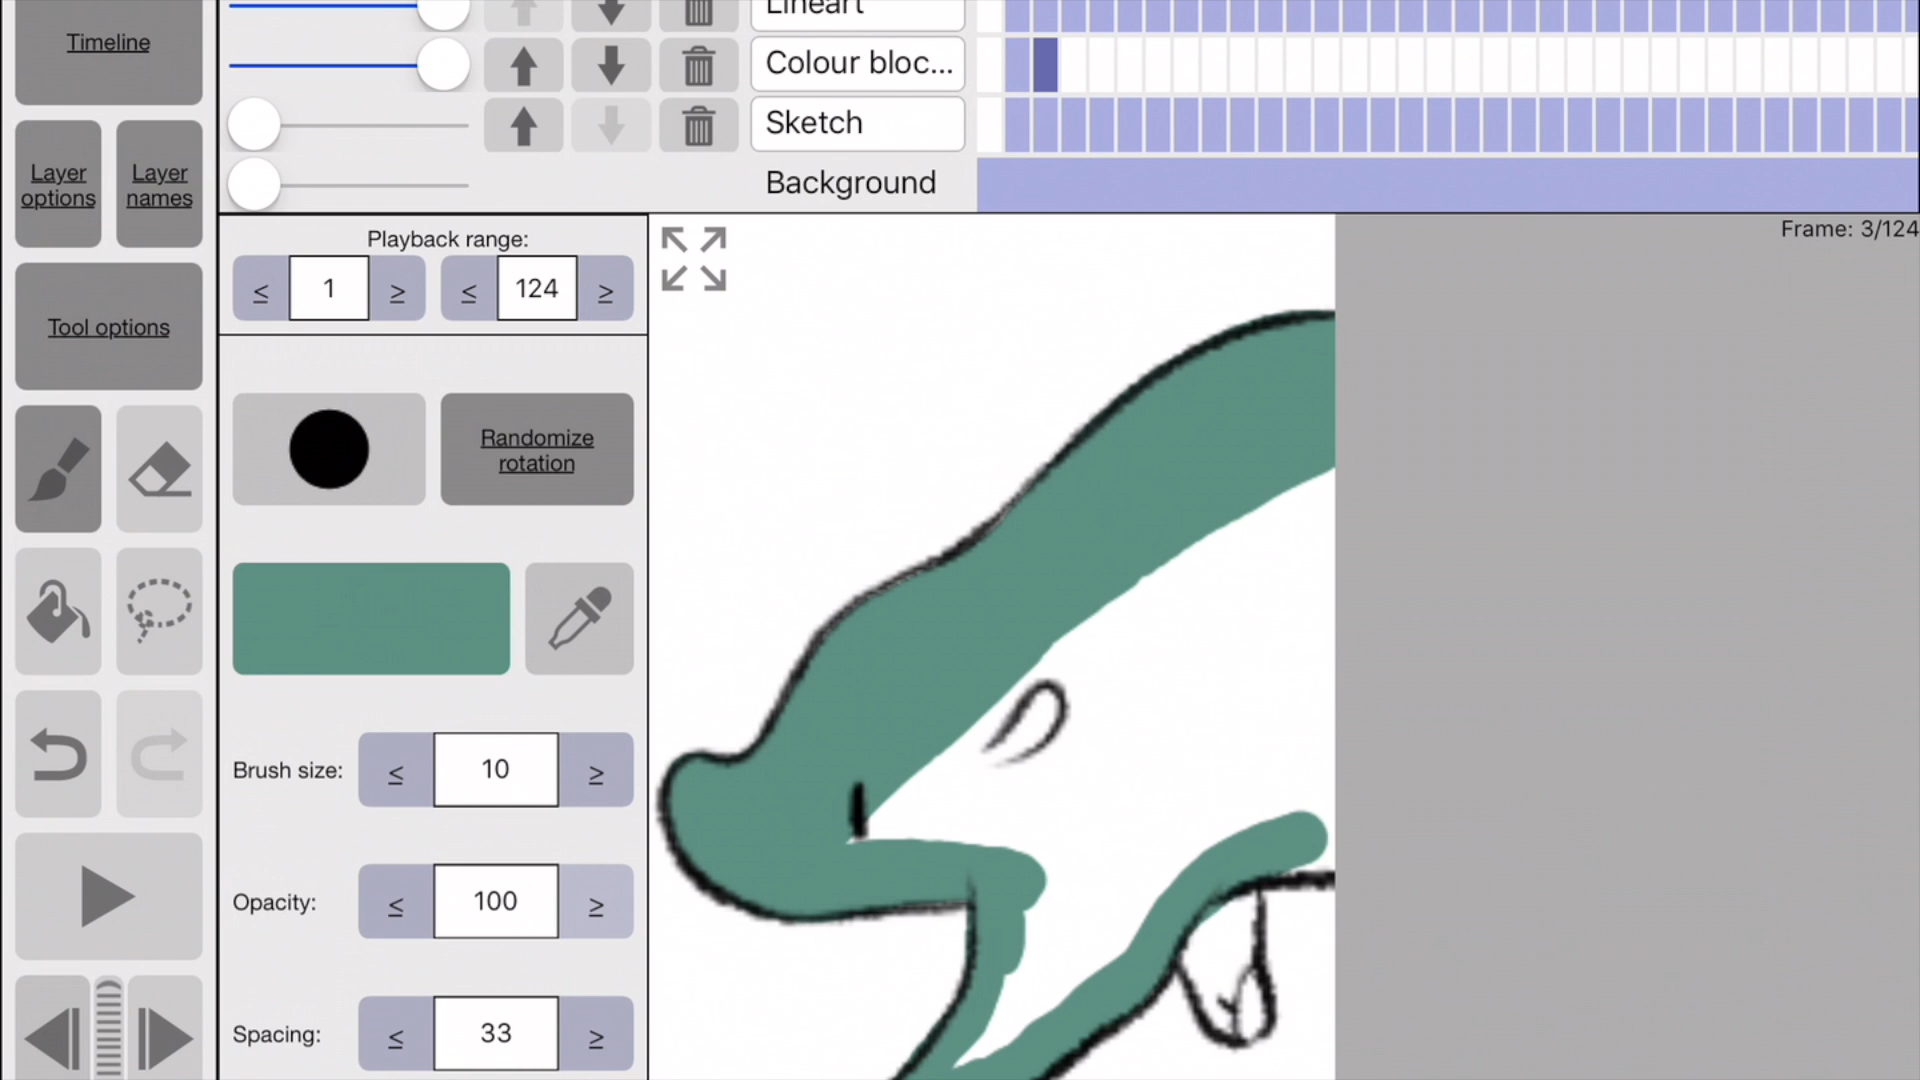 Timeline
Lineart
Colour bloc...
Sketch
Background
Layer options
Layer names
Playback range:
≤ 1 ≥ ≤ 124 ≥
Frame: 3/124
Tool options
Randomize
rotation
Brush size: ≤ 10 ≥
Opacity: ≤ 100 ≥
Spacing: ≤ 33 ≥